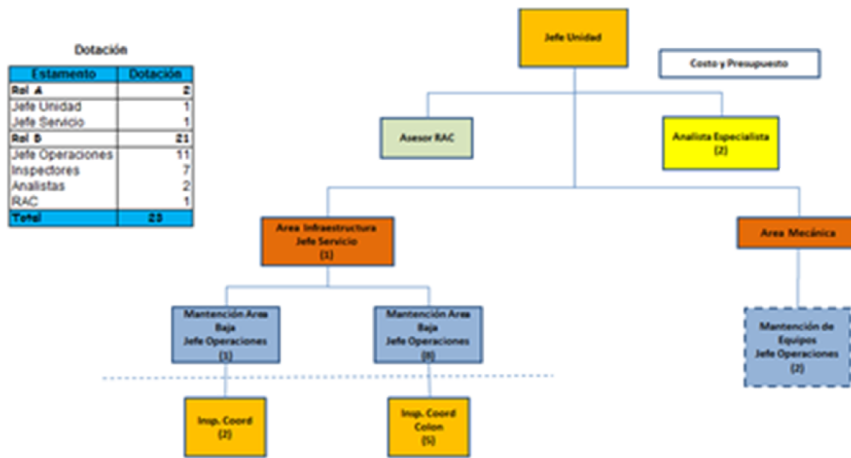 Dotación
Estamento Dotación
Rol A 2
Jefe Unidad 1
Jefe Servicio 1
Rol B 21
Jefe Operaciones 11
Inspectores 7
Analistas 2
RAC 1
Total 23
Jefe Unidad
Costo y Presupuesto
Asesor RAC
Analista Especialista
(2)
Area Infraestructura
Jefe Servicio
(1)
Area Mecánica
Mantención Area
Baja
Jefe Operaciones
(1)
Mantención Area
Baja
Jefe Operaciones
(8)
Mantención de
Equipos
Jefe Operaciones
(2)
Insp. Coord
(2)
Insp. Coord
Colon
(5)